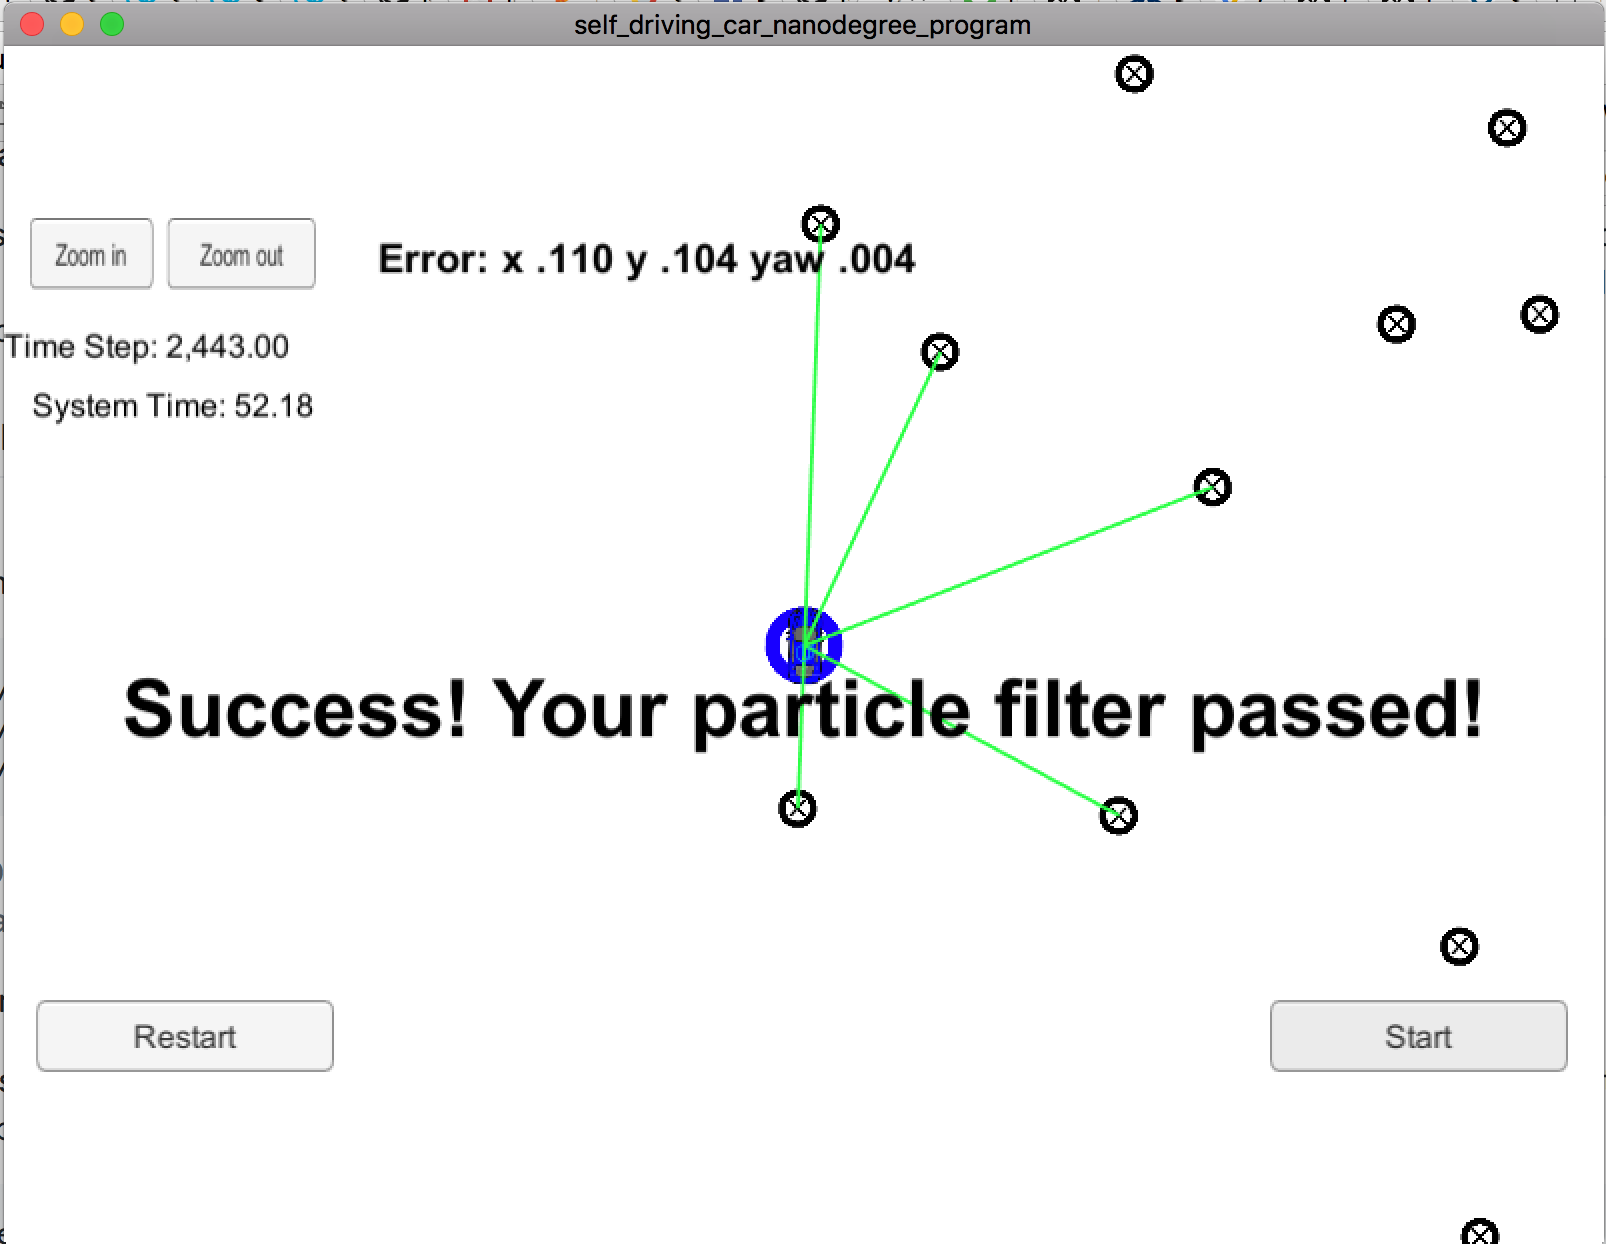 self_driving_car_nanodegree_program
Zoom in
Zoom out
Error: x .110 y .104 yaw .004
Time Step: 2,443.00
System Time: 52.18
Success! Your particle filter passed!
Restart
Start